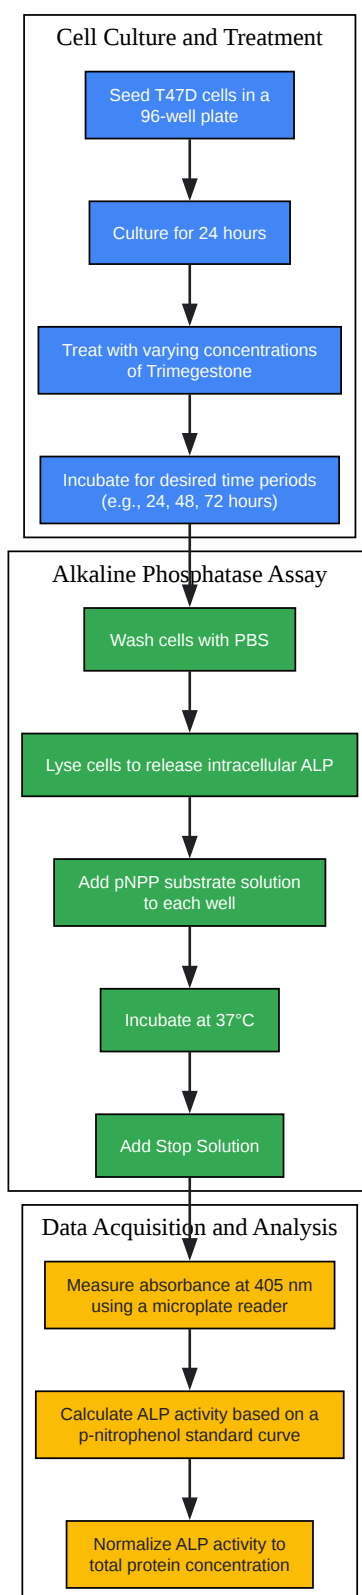 Cell Culture and Treatment
Seed T47D cells in a
96-well plate
Culture for 24 hours
Treat with varying concentrations
of Trimegestone
Incubate for desired time periods
(e.g., 24, 48, 72 hours)
Alkaline Phosphatase Assay
Wash cells with PBS
Lyse cells to release intracellular ALP
Add pNPP substrate solution
to each well
Incubate at 37°C
Add Stop Solution
Data Acquisition and Analysis
Measure absorbance at 405 nm
using a microplate reader
Calculate ALP activity based on a
p-nitrophenol standard curve
Normalize ALP activity to
total protein concentration